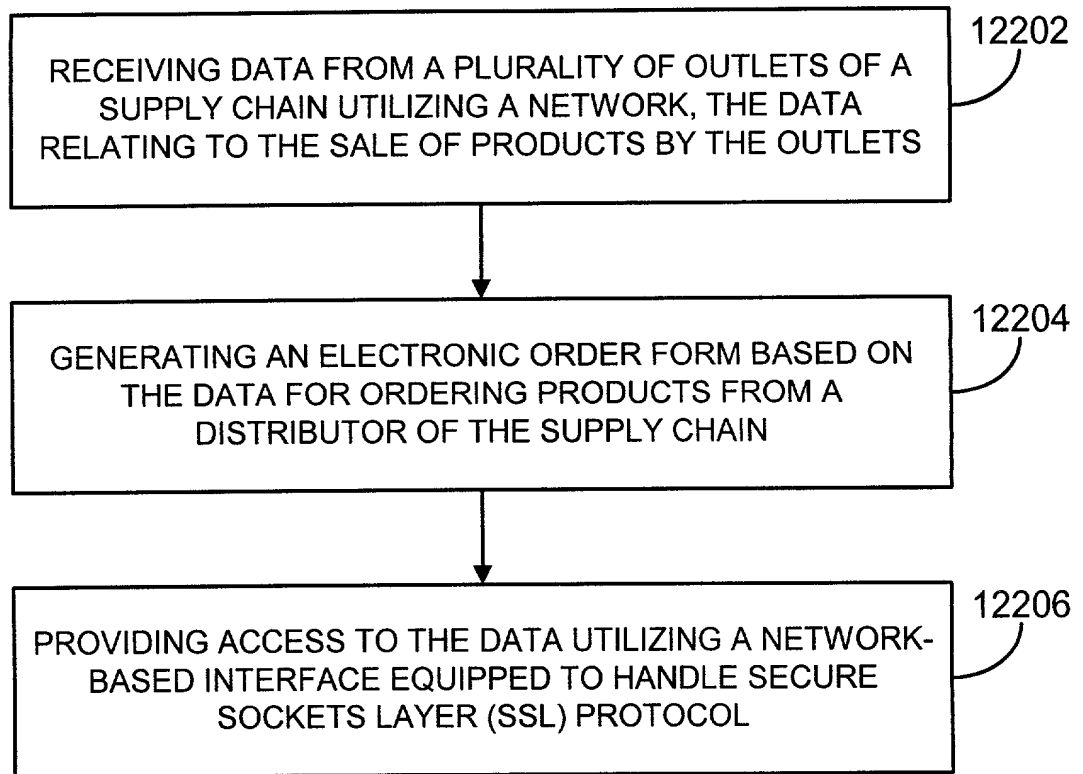 12202
RECEIVING DATA FROM A PLURALITY OF OUTLETS OF A
SUPPLY CHAIN UTILIZING A NETWORK, THE DATA
RELATING TO THE SALE OF PRODUCTS BY THE OUTLETS
12204
GENERATING AN ELECTRONIC ORDER FORM BASED ON
THE DATA FOR ORDERING PRODUCTS FROM A
DISTRIBUTOR OF THE SUPPLY CHAIN
12206
PROVIDING ACCESS TO THE DATA UTILIZING A NETWORK-
BASED INTERFACE EQUIPPED TO HANDLE SECURE
SOCKETS LAYER (SSL) PROTOCOL